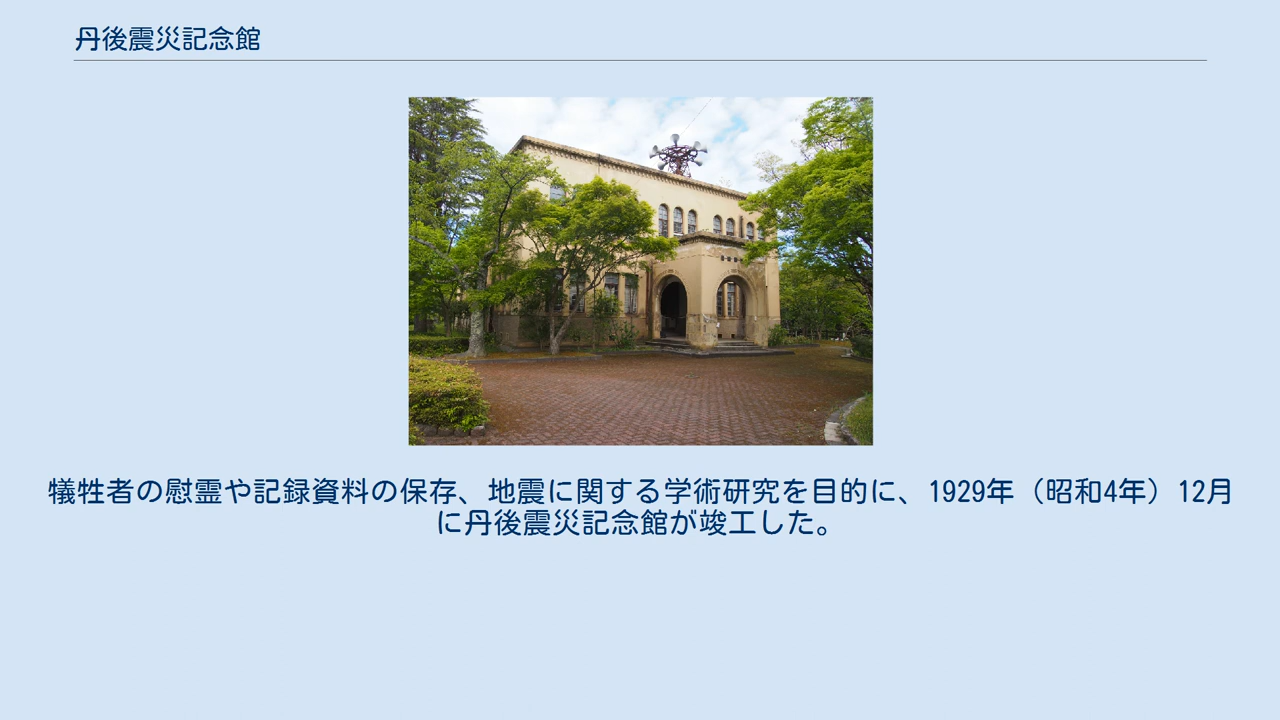 丹後震災記念館
犠牲者の慰霊や記録資料の保存、地震に関する学術研究を目的に、1929年（昭和4年）12月
に丹後震災記念館が竣工した。